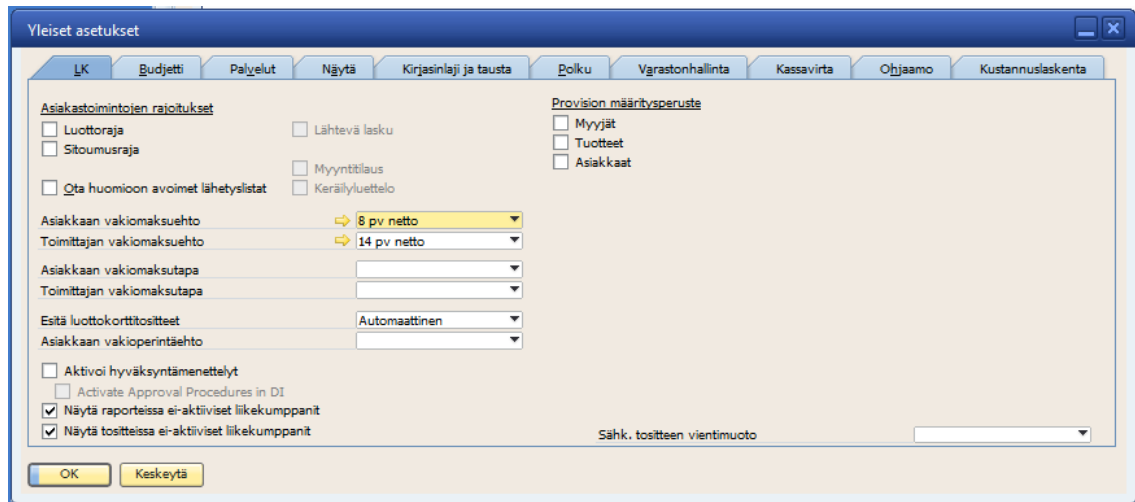 Yleiset asetukset
LK Budjetti Palvelut Näytä Kirjasinlaji ja tausta Polku Varastonhallinta Kassavirta Ohjaamo Kustannuslaskenta
Asiakastoimintojen rajoitukset
Luottoraja
Lähtevä lasku
Sitoumusraja
Myyntitilaus
Ota huomioon avoimet lähetyslistat
Keräilyluettelo
Provision määritysperuste
Myyjät
Tuotteet
Asiakkaat
Asiakkaan vakiomaksuehto 8 pv netto
Toimittajan vakiomaksuehto 14 pv netto
Asiakkaan vakiomaksutapa
Toimittajan vakiomaksutapa
Esitä luottokorttitositteet Automaattinen
Asiakkaan vakioperintäehto
Aktivoi hyväksyntämenettelyt
Activate Approval Procedures in DI
Näytä raporteissa ei-aktiiviset liikekumppanit
Näytä tositteissa ei-aktiiviset liikekumppanit
Sähk. tositteen vientimuoto
OK Keskeytä